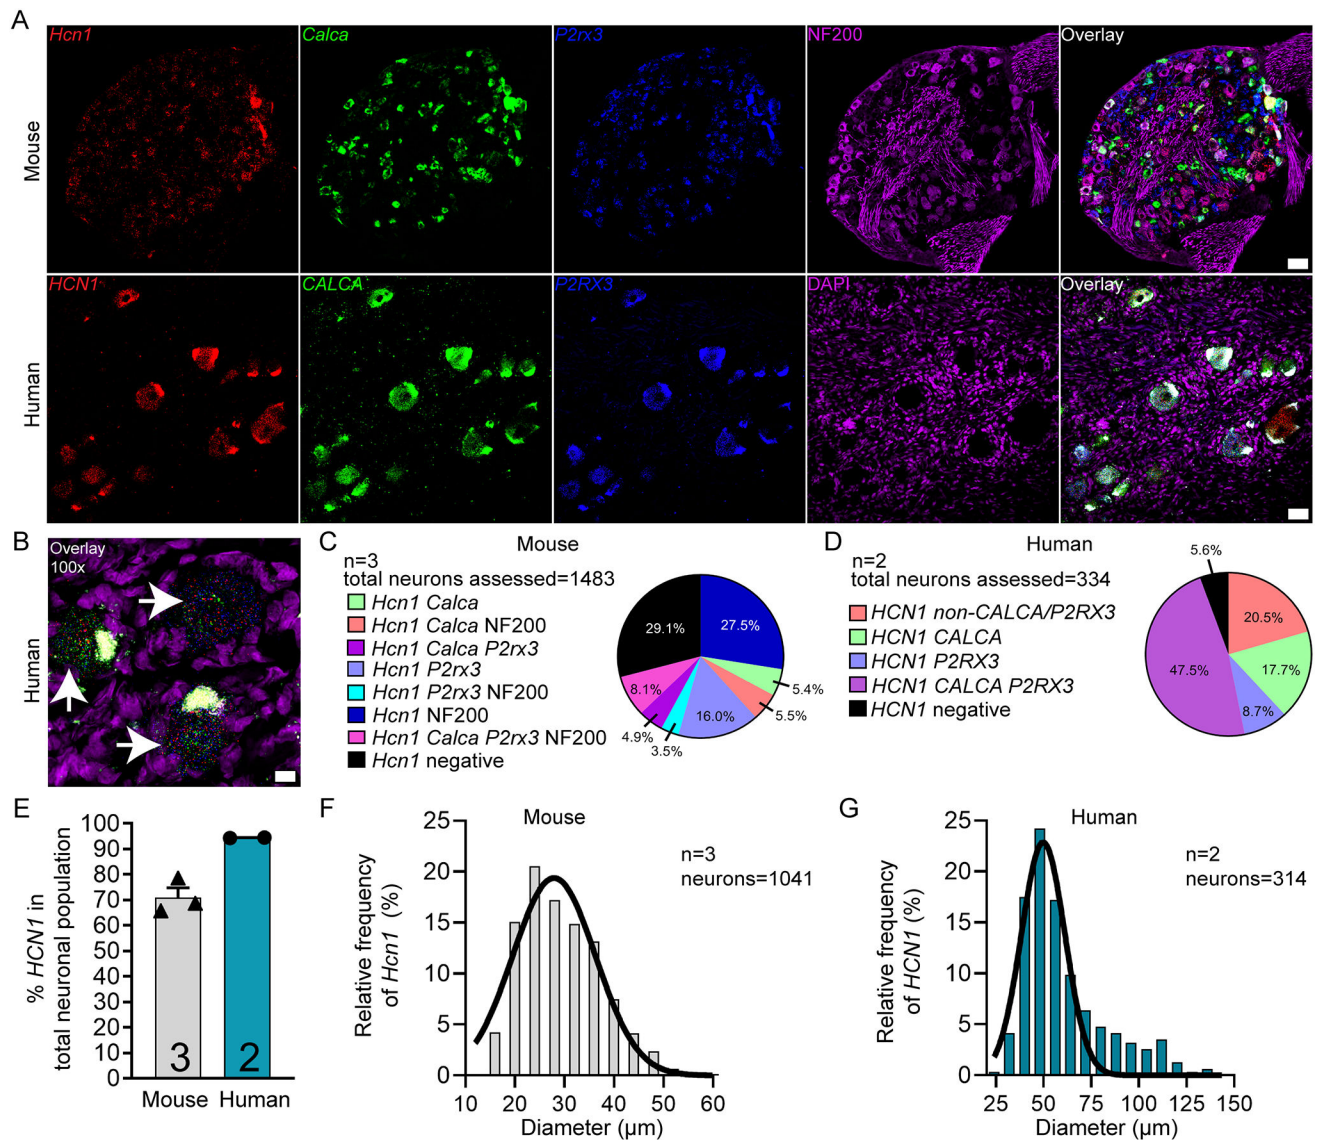 A
Hcn1
Calca
P2rx3
NF200
Overlay
Mouse
HCN1
CALCA
P2RX3
DAPI
Overlay
Human
B
Overlay
100x
Human
C
Mouse
n=3
total neurons assessed=1483
Hcn1 Calca
Hcn1 Calca NF200
Hcn1 Calca P2rx3
Hcn1 P2rx3
Hcn1 P2rx3 NF200
Hcn1 NF200
Hcn1 Calca P2rx3 NF200
Hcn1 negative
29.1%
27.5%
5.4%
5.5%
16.0%
3.5%
4.9%
8.1%
D
Human
n=2
total neurons assessed=334
HCN1 non-CALCA/P2RX3
HCN1 CALCA
HCN1 P2RX3
HCN1 CALCA P2RX3
HCN1 negative
5.6%
20.5%
17.7%
8.7%
47.5%
E
% HCN1 in
total neuronal population
100
90
80
70
60
50
40
30
20
10
0
3
2
Mouse
Human
F
Mouse
n=3
neurons=1041
Relative frequency
of Hcn1 (%)
25
20
15
10
5
0
10
20
30
40
50
60
Diameter (µm)
G
Human
n=2
neurons=314
Relative frequency
of HCN1 (%)
25
20
15
10
5
0
25
50
75
100
125
150
Diameter (µm)